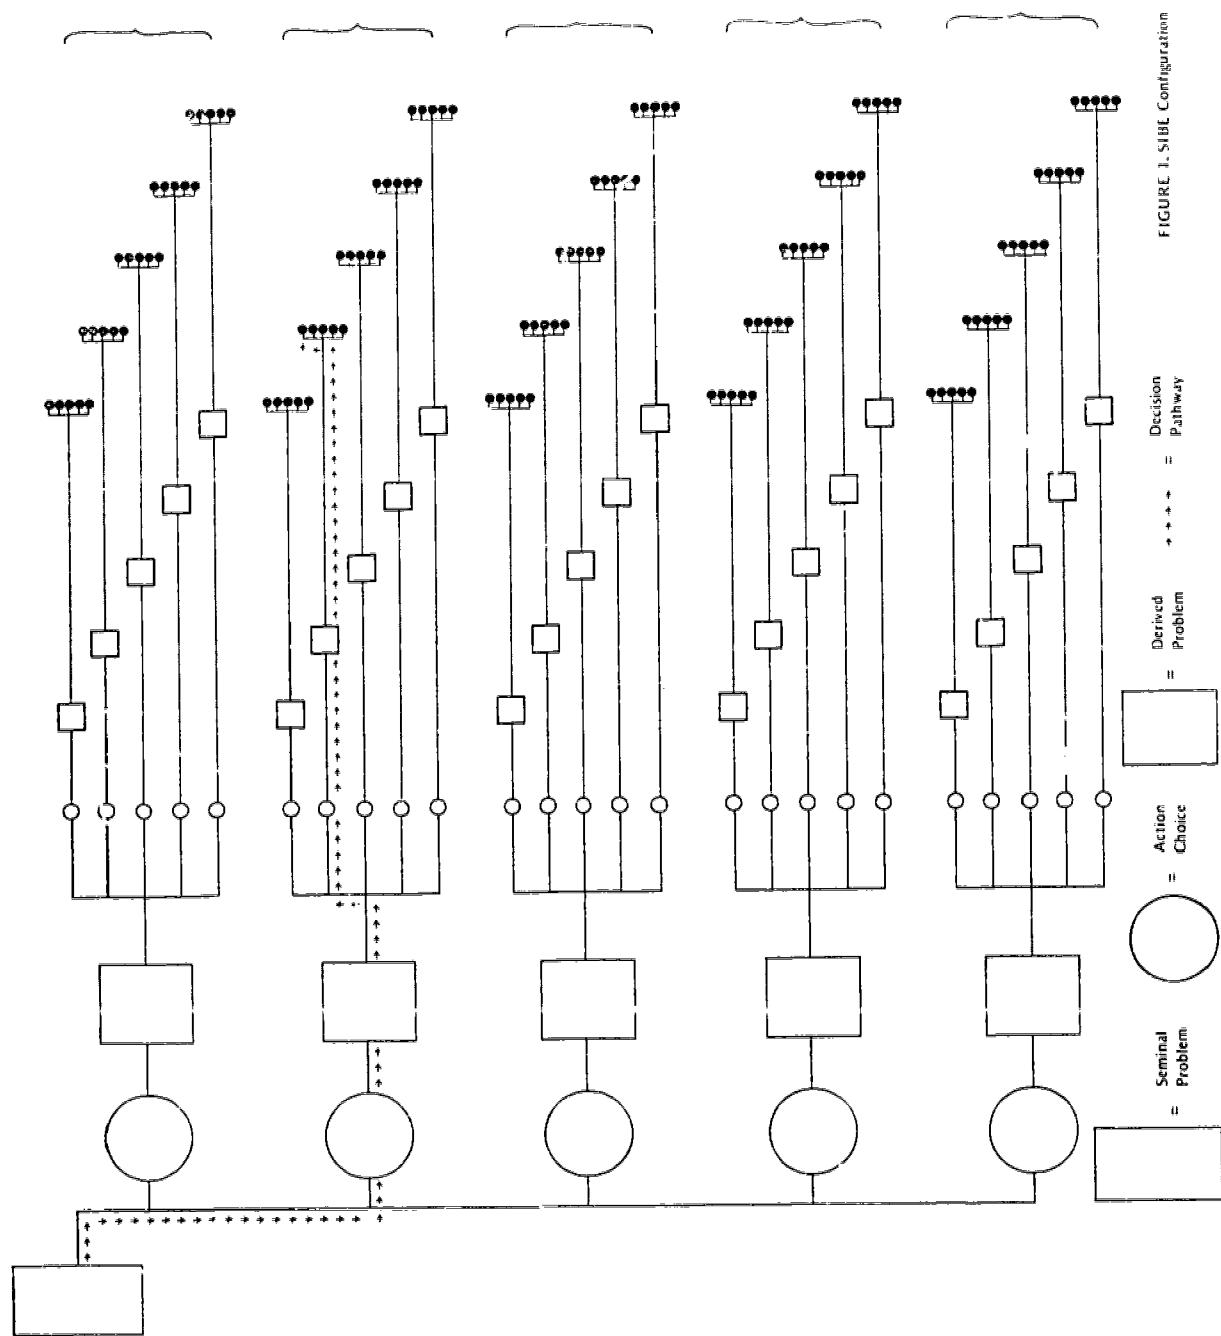 FIGURE 1. SIBE Configuration
= Seminal
Problem
= Action
Choice
= Derived
Problem
= Decision
Pathway